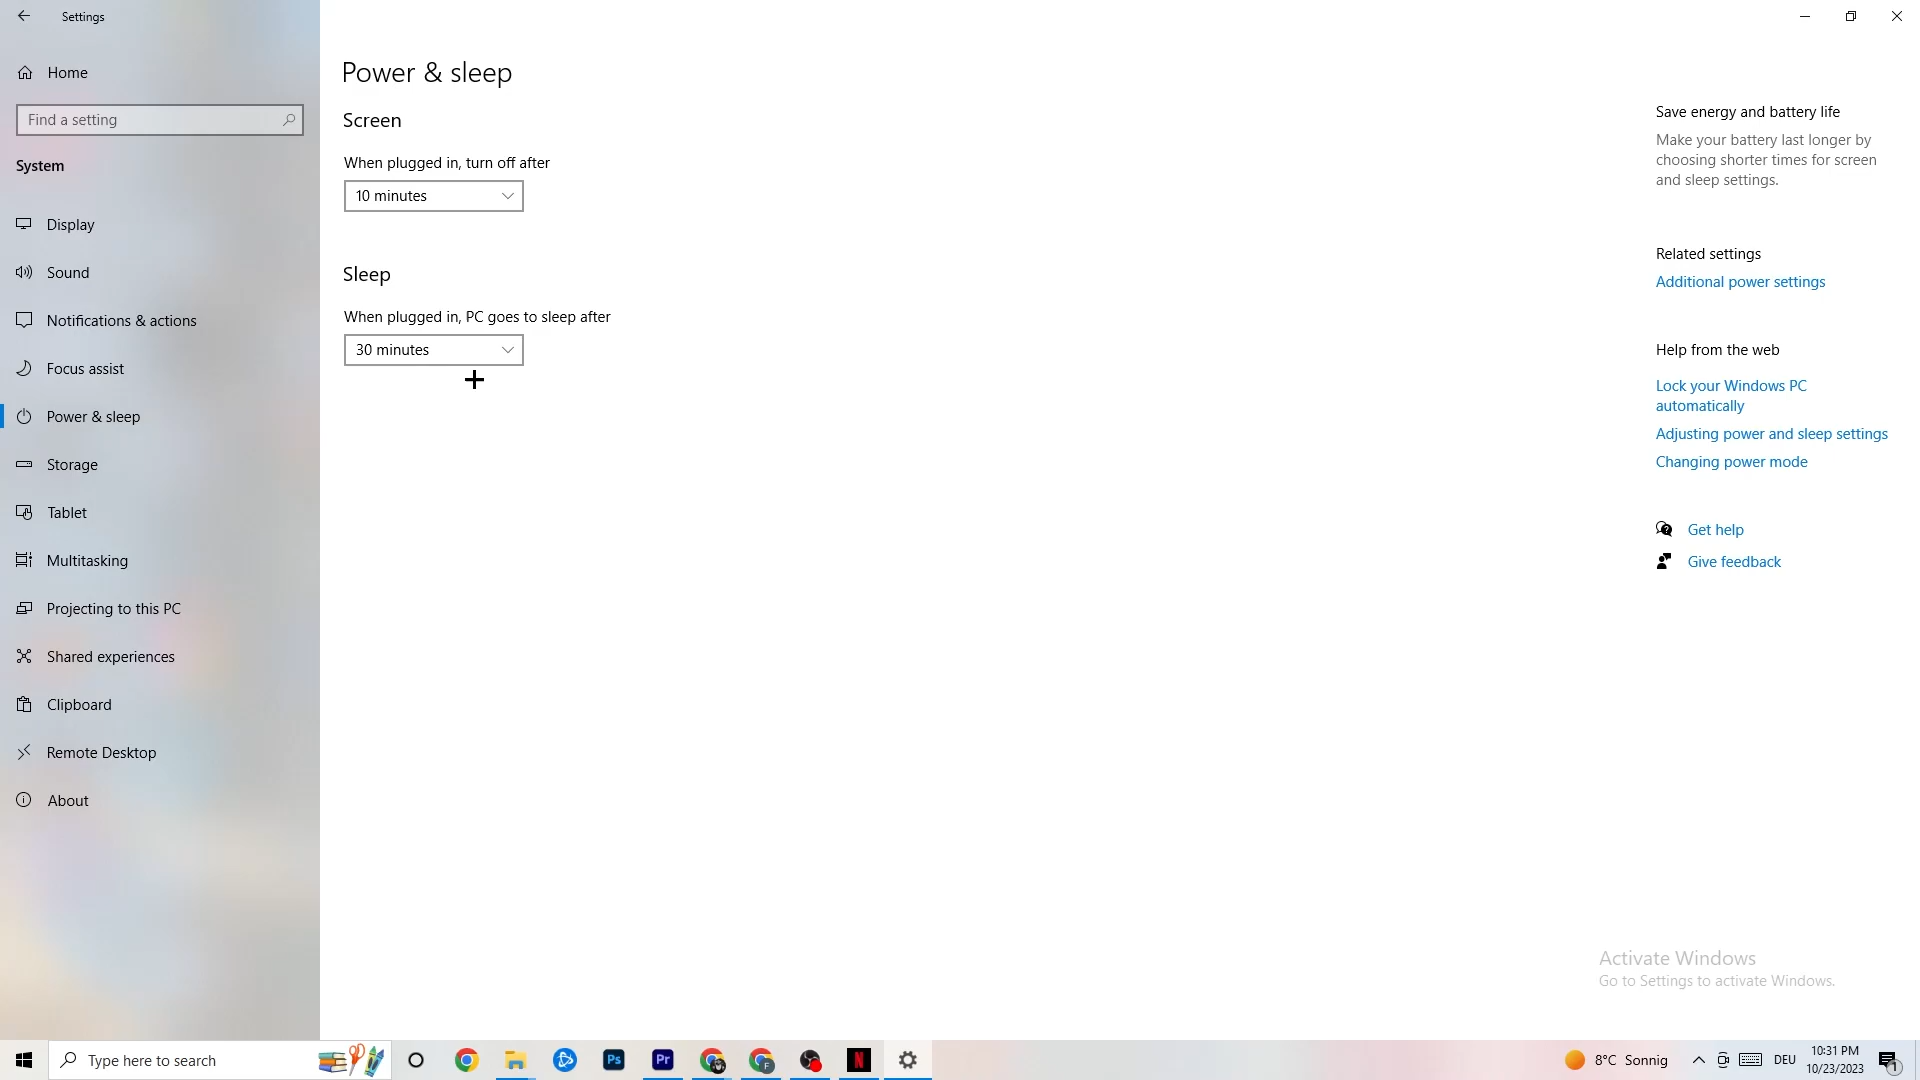 Settings
Home
Find a setting
System
Display
Sound
Notifications & actions
Focus assist
Power & sleep
Storage
Tablet
Multitasking
Projecting to this PC
Shared experiences
Clipboard
Remote Desktop
About
Power & sleep
Screen
When plugged in, turn off after
10 minutes
Sleep
When plugged in, PC goes to sleep after
30 minutes
Save energy and battery life
Make your battery last longer by
choosing shorter times for screen
and sleep settings.
Related settings
Additional power settings
Help from the web
Lock your Windows PC
automatically
Adjusting power and sleep settings
Changing power mode
Get help
Give feedback
Activate Windows
Go to Settings to activate Windows.
Type here to search
Ps
Pr
F
N
8°C Sonnig
DEU
10:31 PM
10/23/2023
1